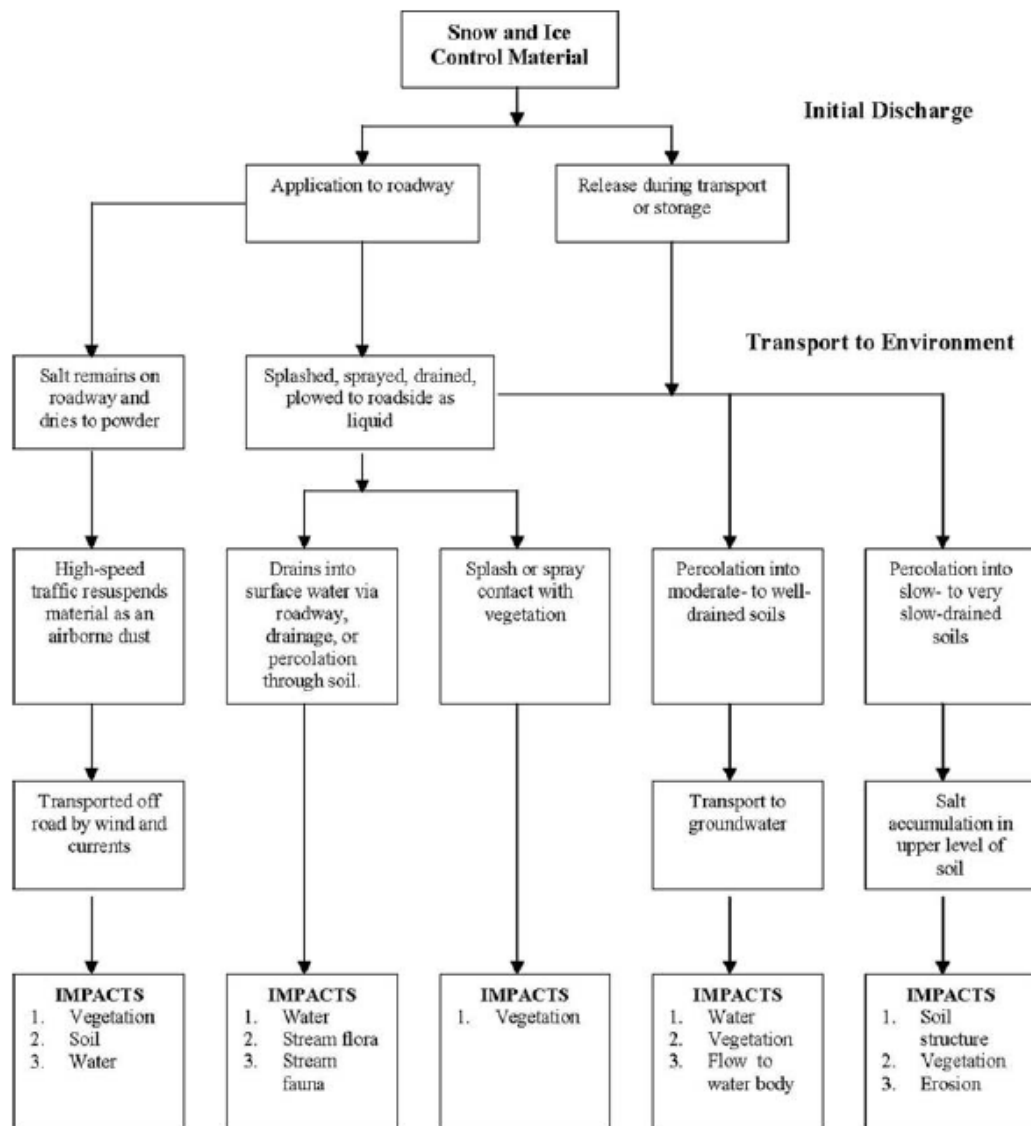 Snow and Ice
Control Material
Initial Discharge
Application to roadway
Release during transport
or storage
Transport to Environment
Salt remains on
roadway and
dries to powder
Splashed, sprayed, drained,
plowed to roadside as
liquid
High-speed
traffic resuspends
material as an
airborne dust
Drains into
surface water via
roadway,
drainage, or
percolation
through soil.
Splash or spray
contact with
vegetation
Percolation into
moderate- to well-
drained soils
Percolation into
slow- to very
slow-drained
soils
Transported off
road by wind and
currents
Transport to
groundwater
Salt
accumulation in
upper level of
soil
IMPACTS
1. Vegetation
2. Soil
3. Water
IMPACTS
1. Water
2. Stream flora
3. Stream
fauna
IMPACTS
1. Vegetation
IMPACTS
1. Water
2. Vegetation
3. Flow to
water body
IMPACTS
1. Soil
structure
2. Vegetation
3. Erosion